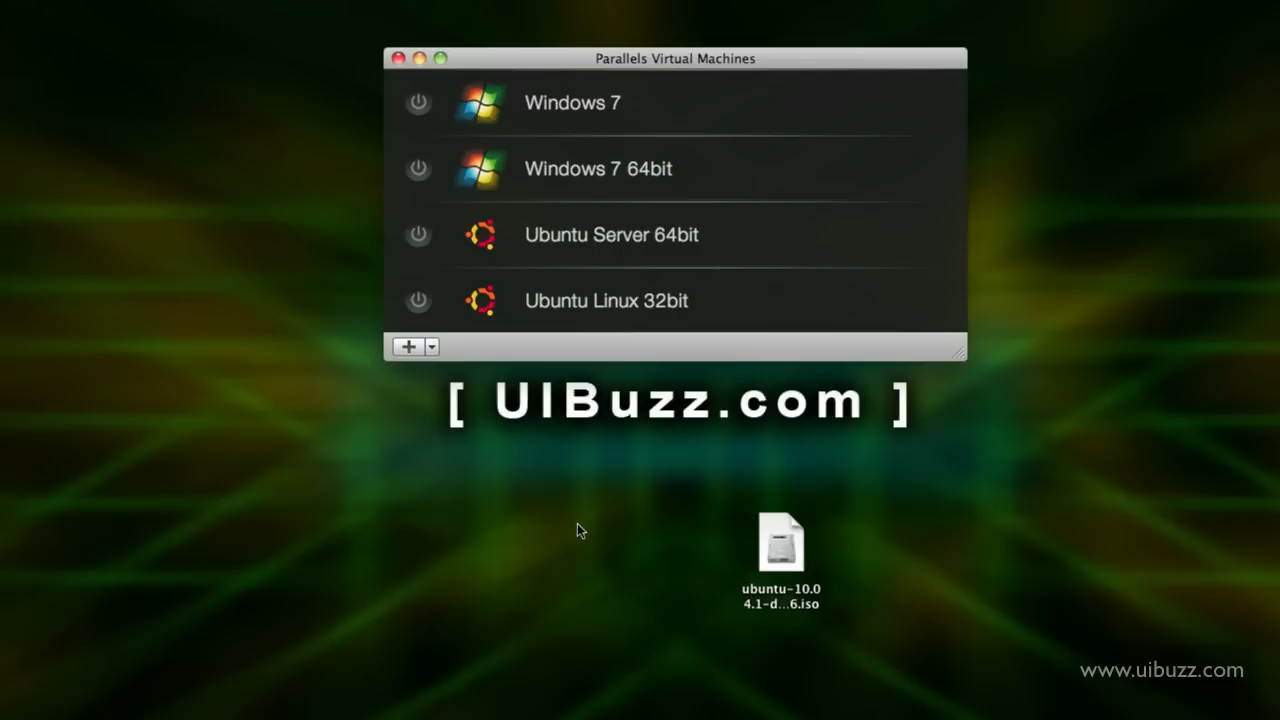 Parallels Virtual Machines
Windows 7
Windows 7 64bit
Ubuntu Server 64bit
Ubuntu Linux 32bit
[ UIBuzz.com ]
ubuntu-10.0
4.1-d...6.iso
www.uibuzz.com